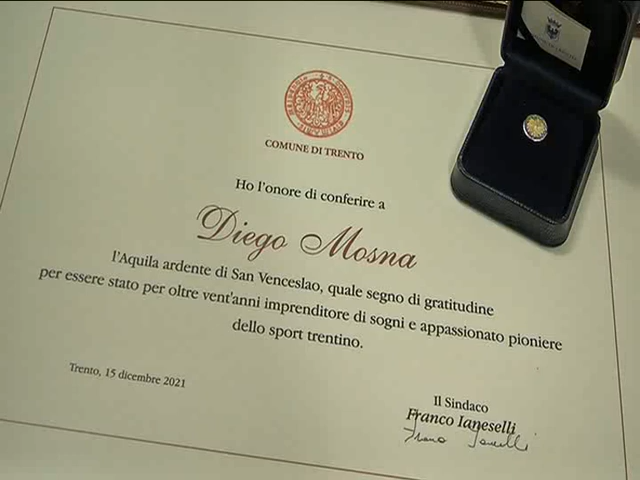 COMUNE DI TRENTO
Ho l'onore di conferire a
Diego Mosna
l'Aquila ardente di San Venceslao, quale segno di gratitudine
per essere stato per oltre vent'anni imprenditore di sogni e appassionato pioniere
dello sport trentino.
Trento, 15 dicembre 2021
Il Sindaco
Franco Ianeselli